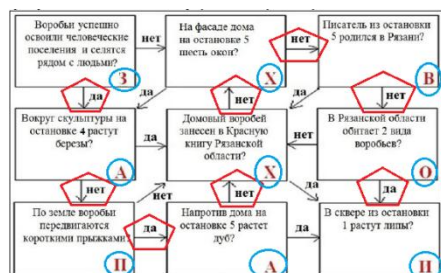 Воробьи успешно
освоили человеческие
поселения и селятся
рядом с людьми?
З
нет
На фасаде дома
на остановке 5
шесть окон?
Х
нет
Писатель из остановки
5 родился в Рязани?
В
да
да
нет
да
нет
Вокруг скульптуры на
остановке 4 растут
березы?
А
да
Домовый воробей
занесен в Красную
книгу Рязанской
области?
Х
нет
В Рязанской области
обитает 2 вида
воробьев?
О
нет
нет
нет
да
да
По земле воробьи
передвигаются
короткими прыжками?
П
да
Напротив дома на
остановке 5 растет
дуб?
А
да
В сквере из остановки
1 растут липы?